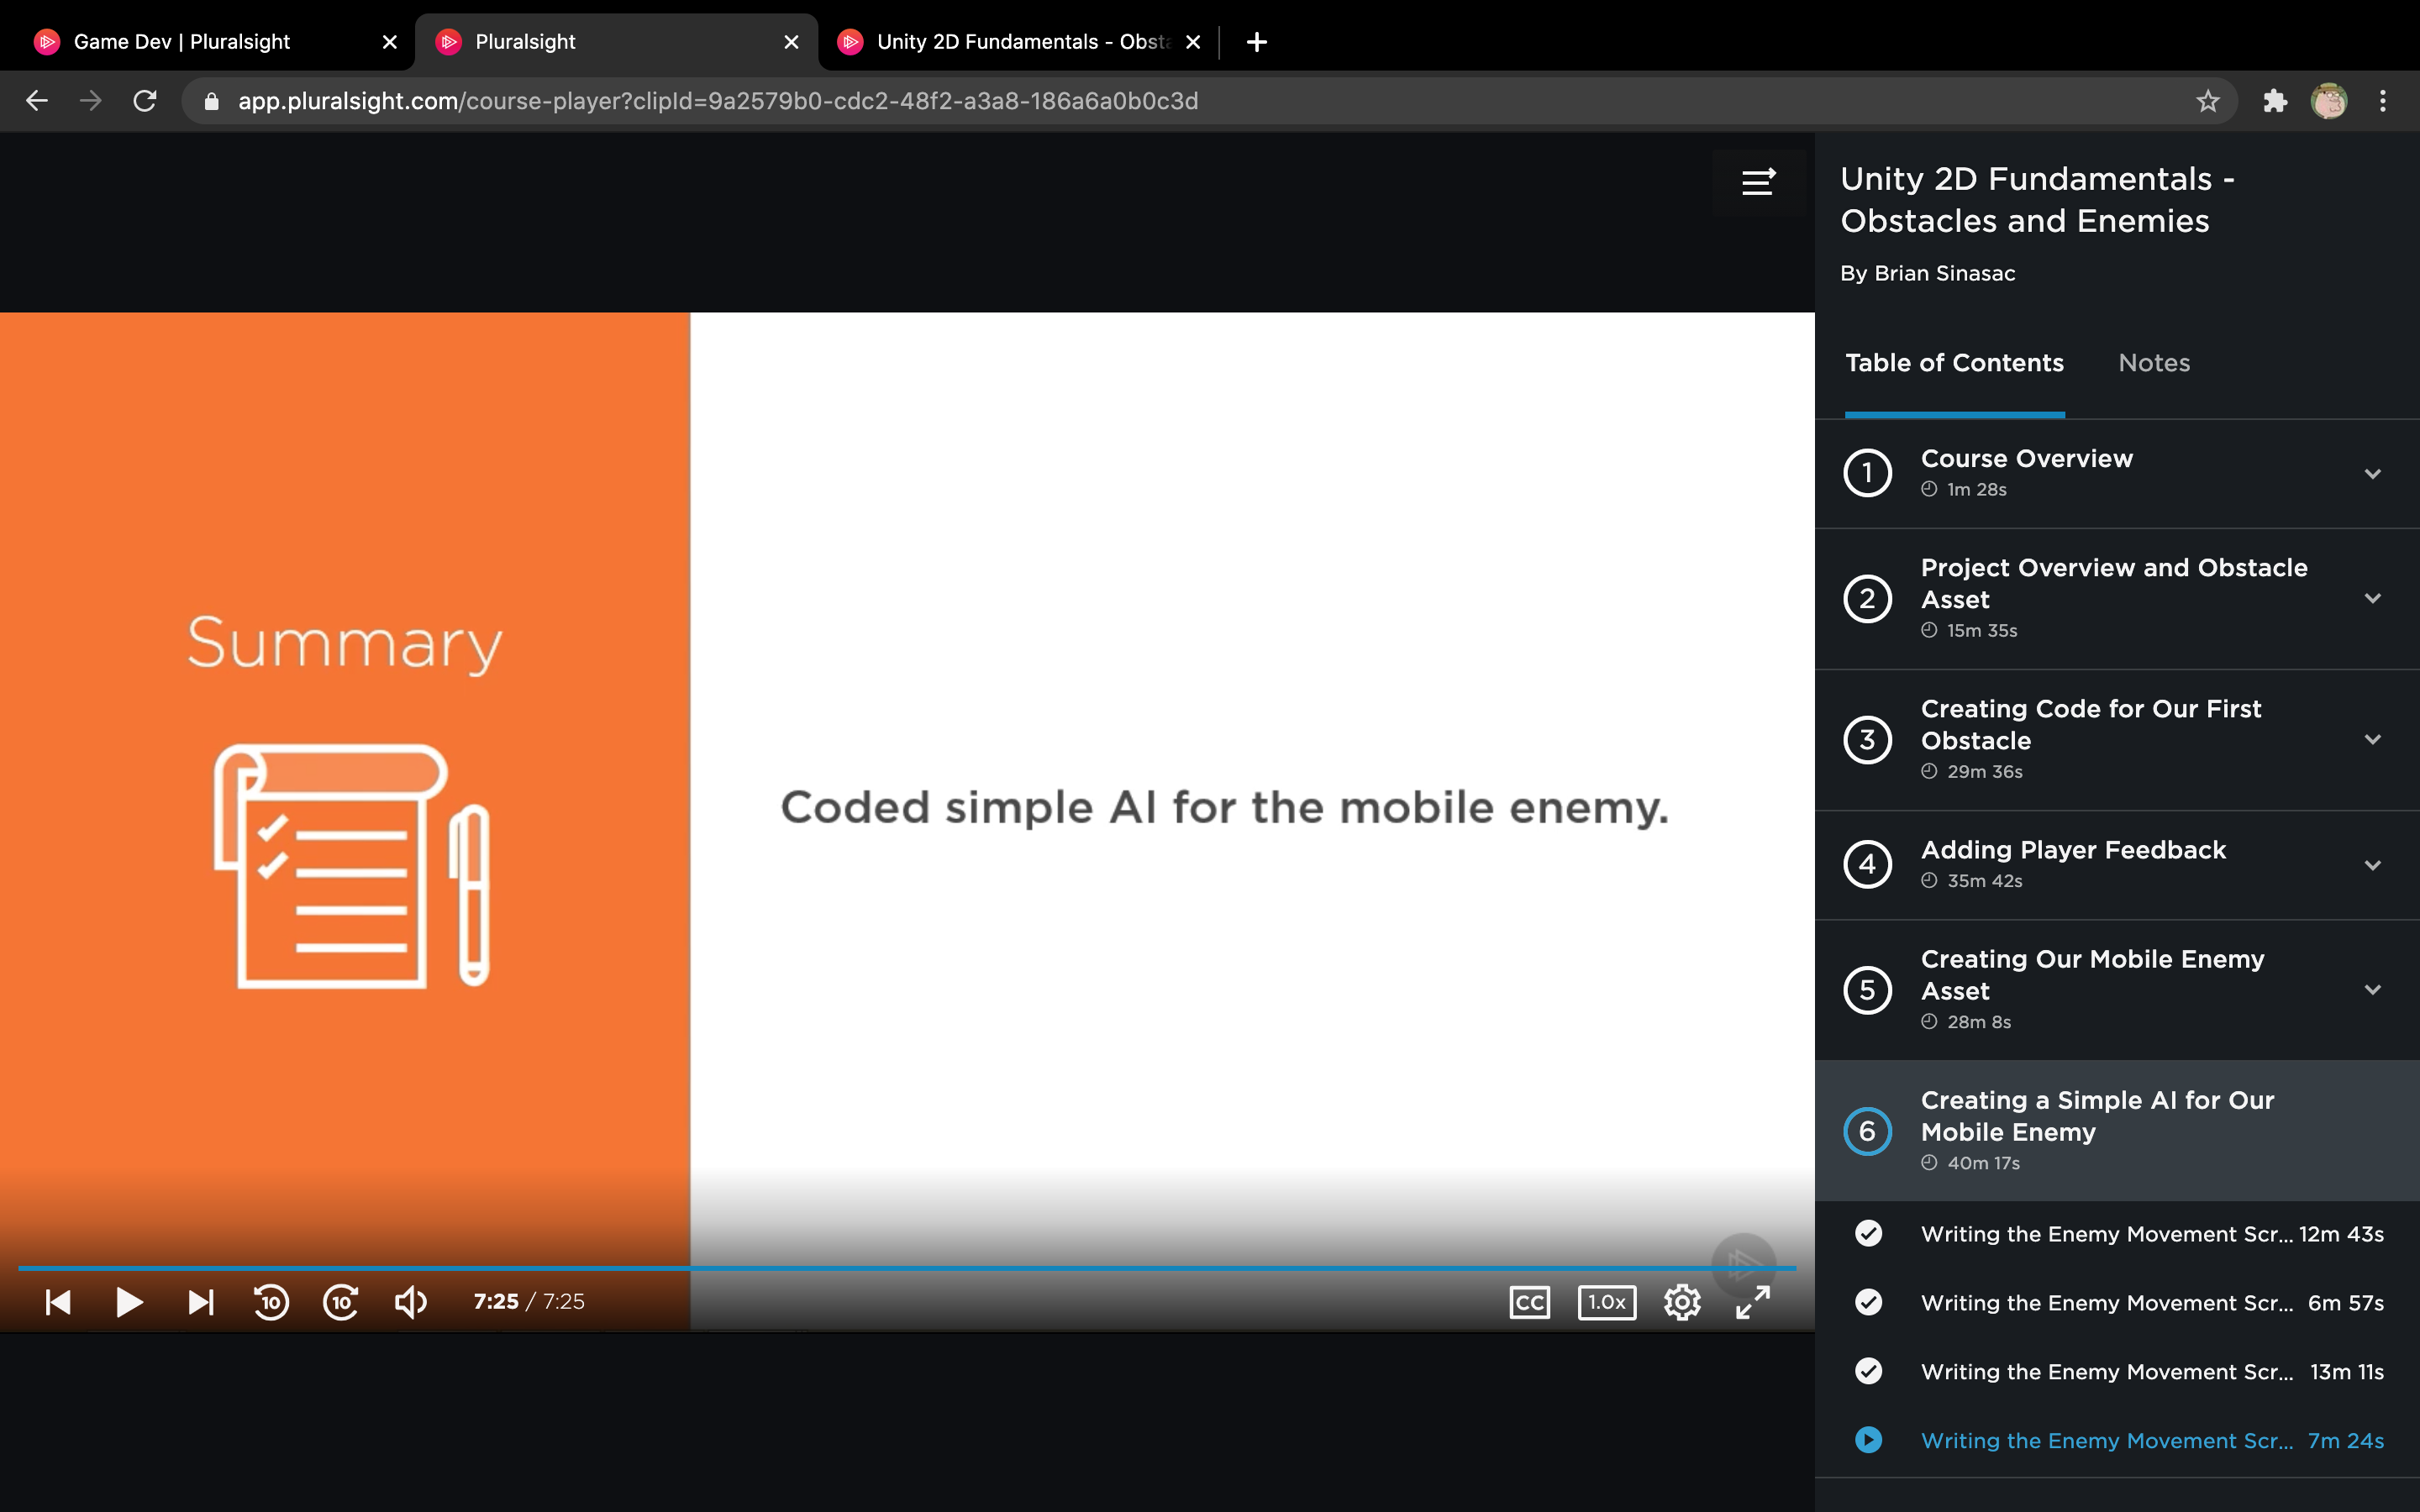 Game Dev | Pluralsight
Pluralsight
Unity 2D Fundamentals - Obsta
app.pluralsight.com/course-player?clipId=9a2579b0-cdc2-48f2-a3a8-186a6a0b0c3d
Summary
Coded simple AI for the mobile enemy.
10
10
7:25 / 7:25
CC
1.0x
Unity 2D Fundamentals -
Obstacles and Enemies
By Brian Sinasac
Table of Contents
Notes
1
Course Overview
1m 28s
2
Project Overview and Obstacle
Asset
15m 35s
3
Creating Code for Our First
Obstacle
29m 36s
4
Adding Player Feedback
35m 42s
5
Creating Our Mobile Enemy
Asset
28m 8s
6
Creating a Simple AI for Our
Mobile Enemy
40m 17s
Writing the Enemy Movement Scr... 12m 43s
Writing the Enemy Movement Scr... 6m 57s
Writing the Enemy Movement Scr... 13m 11s
Writing the Enemy Movement Scr... 7m 24s